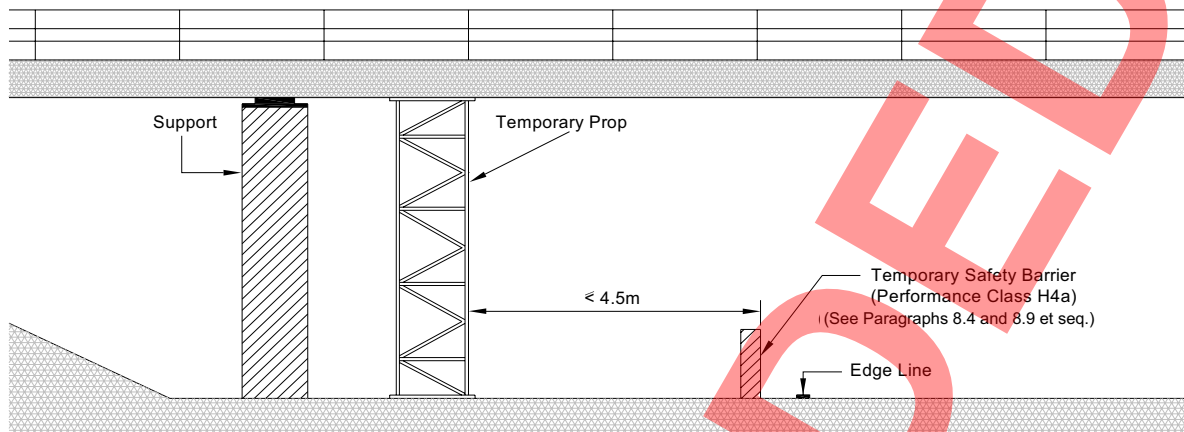 Support
Temporary Prop
< 4.5m
Temporary Safety Barrier
(Performance Class H4a)
(See Paragraphs 8.4 and 8.9 et seq.)
Edge Line
DED